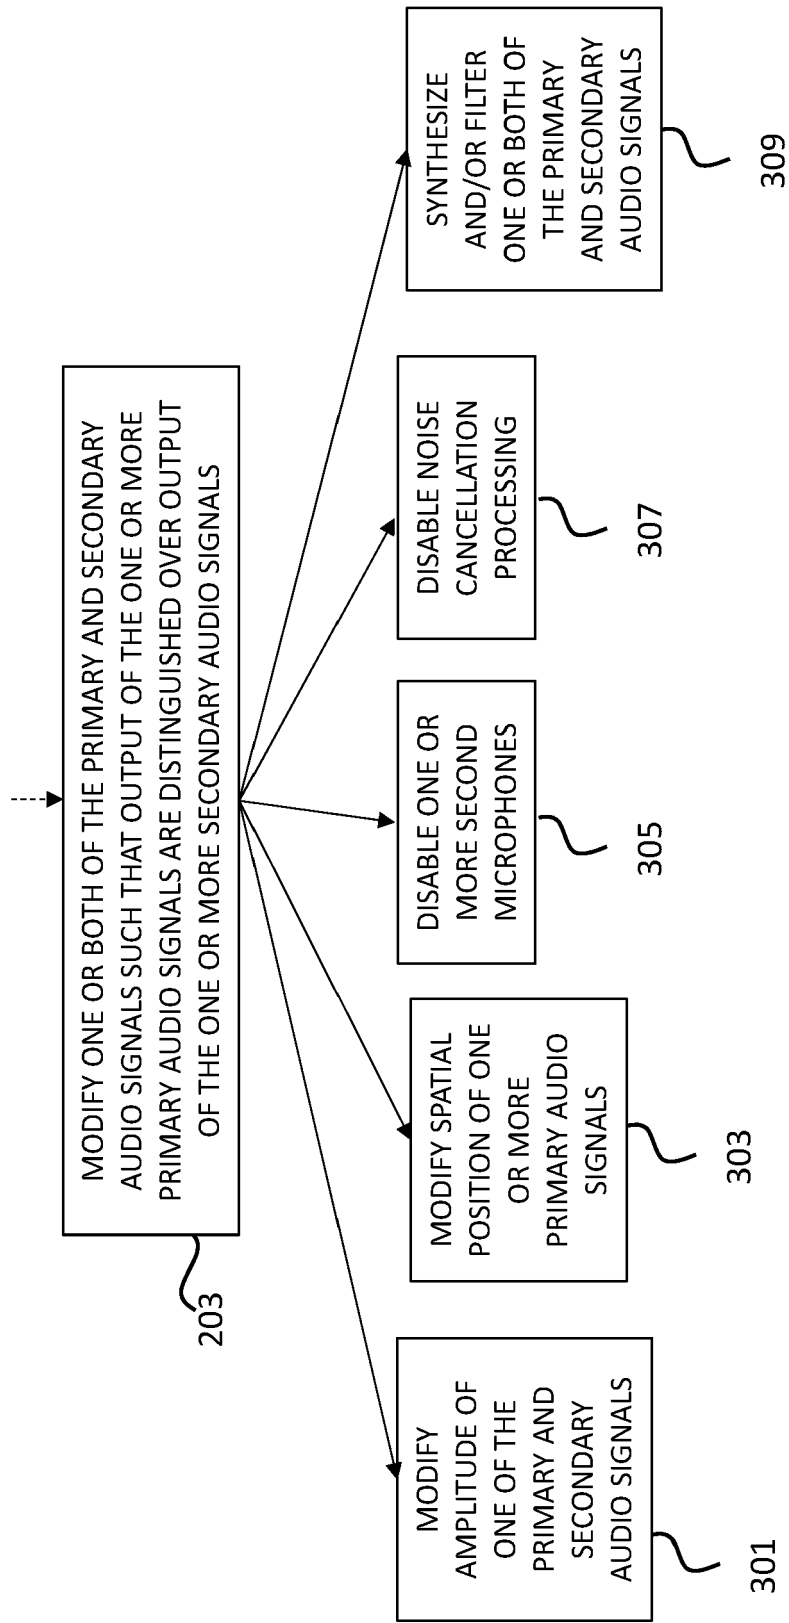 MODIFY ONE OR BOTH OF THE PRIMARY AND SECONDARY
AUDIO SIGNALS SUCH THAT OUTPUT OF THE ONE OR MORE
PRIMARY AUDIO SIGNALS ARE DISTINGUISHED OVER OUTPUT
OF THE ONE OR MORE SECONDARY AUDIO SIGNALS
203
MODIFY
AMPLITUDE OF
ONE OF THE
PRIMARY AND
SECONDARY
AUDIO SIGNALS
301
MODIFY SPATIAL
POSITION OF ONE
OR MORE
PRIMARY AUDIO
SIGNALS
303
DISABLE ONE OR
MORE SECOND
MICROPHONES
305
DISABLE NOISE
CANCELLATION
PROCESSING
307
SYNTHESIZE
AND/OR FILTER
ONE OR BOTH OF
THE PRIMARY
AND SECONDARY
AUDIO SIGNALS
309